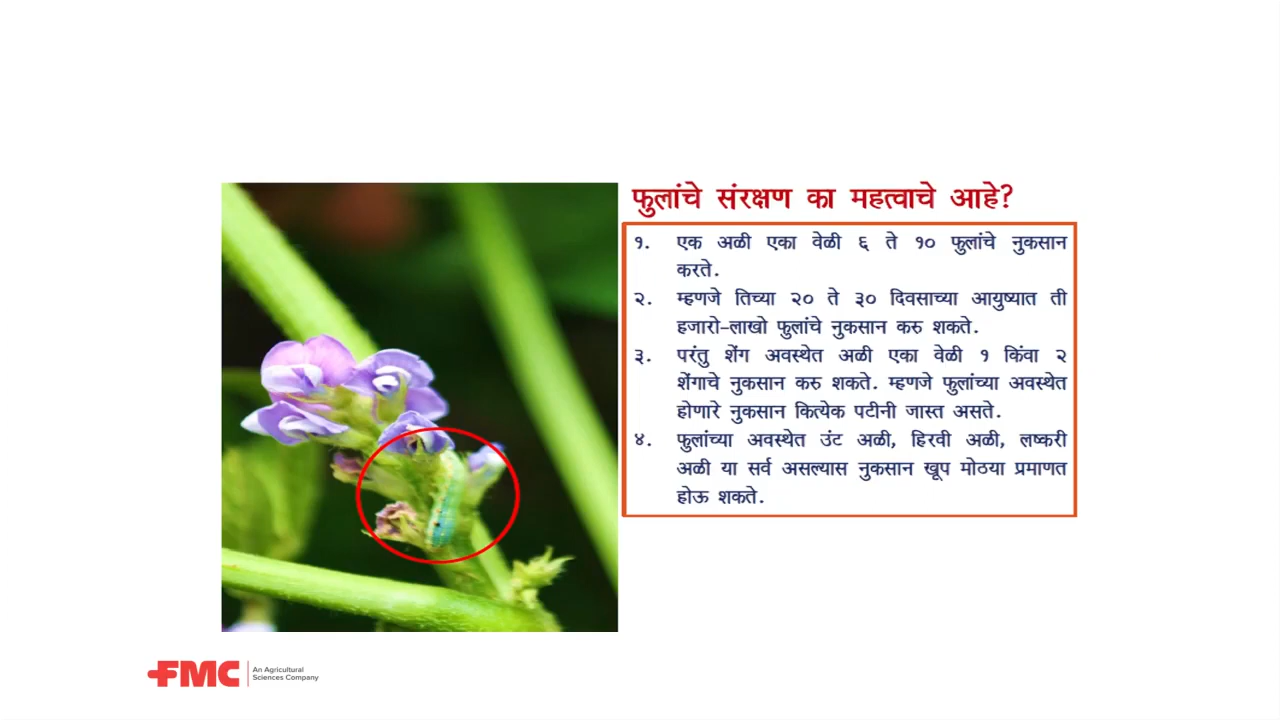 फुलांचे संरक्षण का महत्वाचे आहे?
१. एक अळी एका वेळी ६ ते १० फुलांचे नुकसान
करते.
२. म्हणजे तिच्या २० ते ३० दिवसाच्या आयुष्यात ती
हजारो-लाखो फुलांचे नुकसान करु शकते.
३. परंतु शेंग अवस्थेत अळी एका वेळी १ किंवा २
शेंगाचे नुकसान करु शकते. म्हणजे फुलांच्या अवस्थेत
होणारे नुकसान कित्येक पटीनी जास्त असते.
४. फुलांच्या अवस्थेत उंट अळी, हिरवी अळी, लष्करी
अळी या सर्व असल्यास नुकसान खूप मोठया प्रमाणत
होऊ शकते.
FMC
An Agricultural
Sciences Company